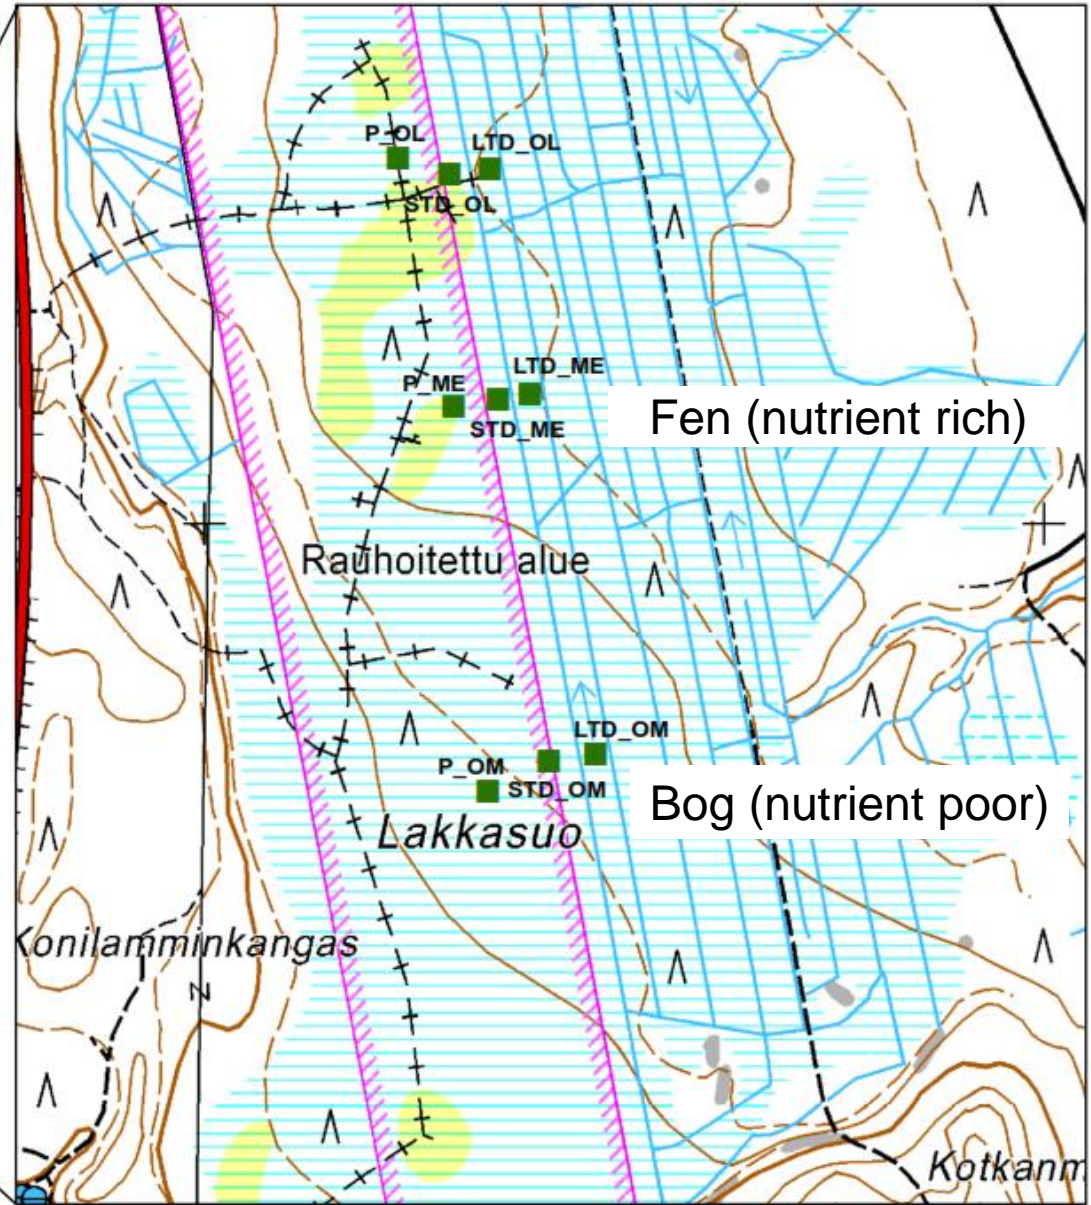 P_OL
LTD_OL
STD_OL
LTD_ME
P_ME
STD_ME
Fen (nutrient rich)
Rauhoitettu alue
LTD_OM
P_OM
STD_OM
Bog (nutrient poor)
Lakkasuo
Konilamminkangas
Z
Kotkanm